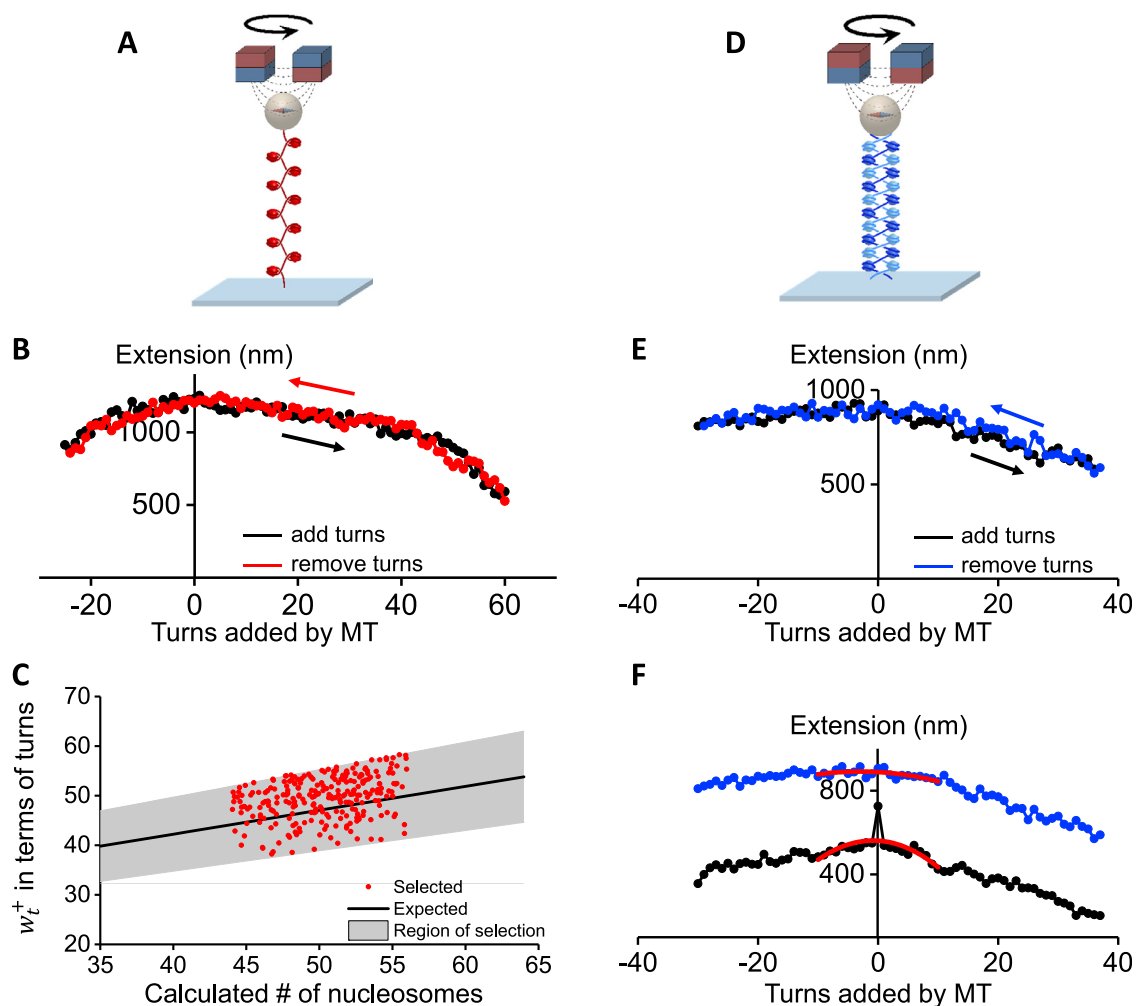 A
D
B
Extension (nm)
1000
500
add turns
remove turns
-20
0
20
40
60
Turns added by MT
E
Extension (nm)
1000
500
add turns
remove turns
-40
-20
0
20
40
Turns added by MT
C
w_t^+ in terms of turns
70
60
50
40
30
20
Selected
Expected
Region of selection
35
40
45
50
55
60
65
Calculated # of nucleosomes
F
Extension (nm)
800
400
-40
-20
0
20
40
Turns added by MT